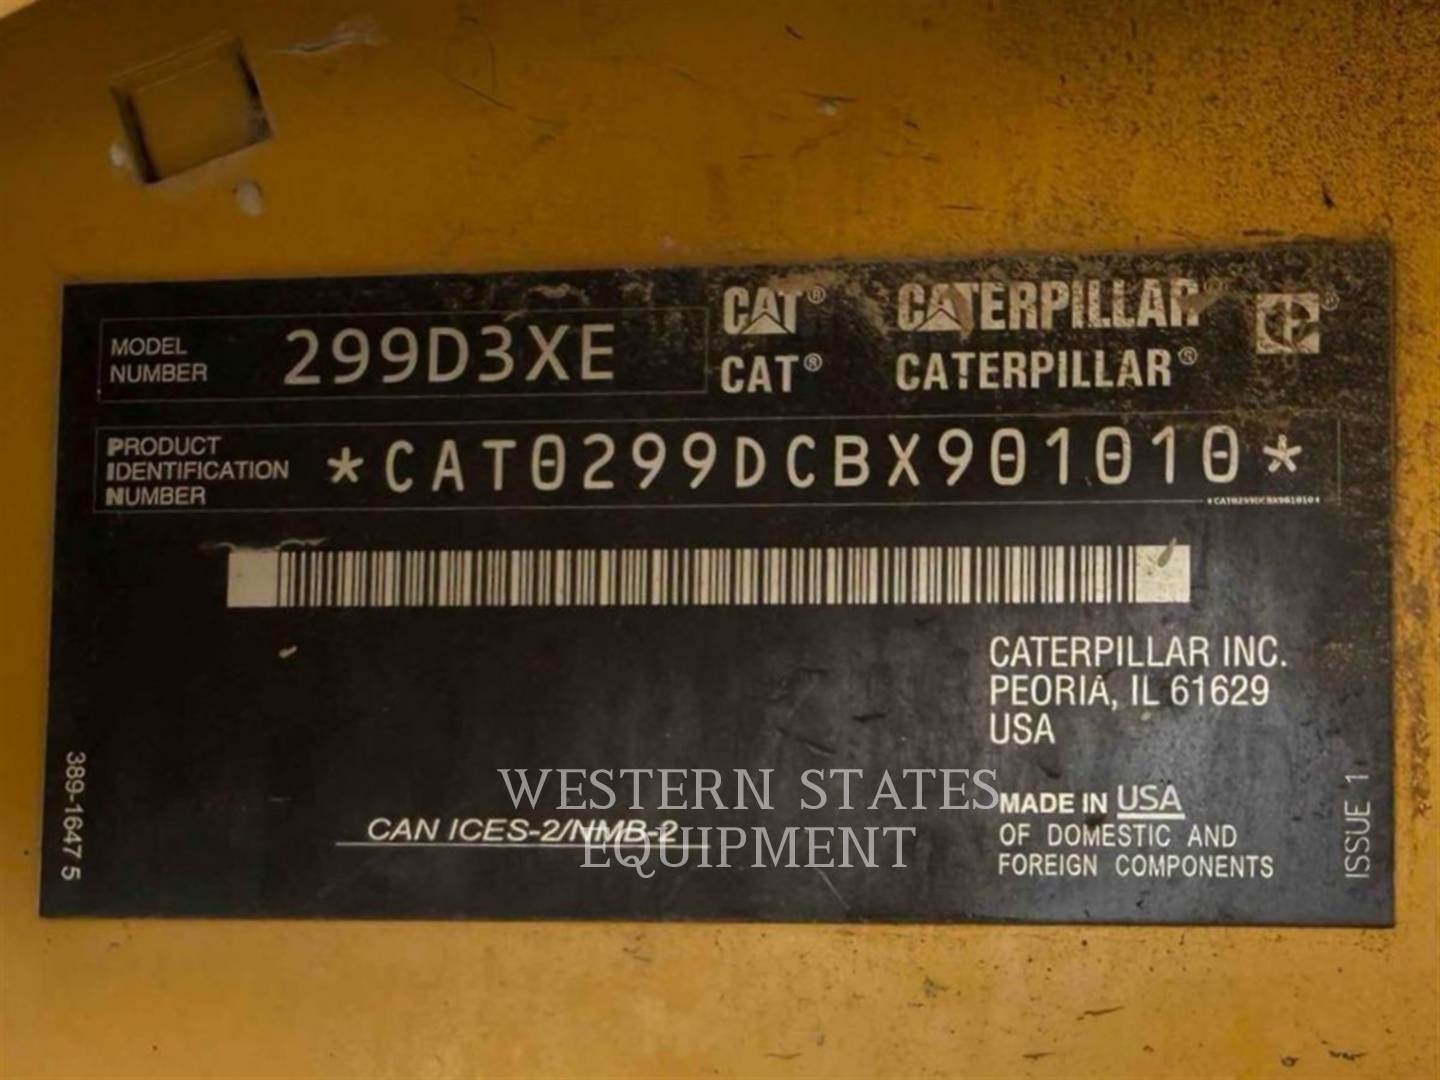 MODEL NUMBER 299D3XE
CAT® CATERPILLAR® CE®
CAT® CATERPILLAR®
PRODUCT IDENTIFICATION NUMBER *CAT0299DCBX901010*
*CAT0299DCBX901010*
CATERPILLAR INC.
PEORIA, IL 61629
USA
MADE IN USA
OF DOMESTIC AND
FOREIGN COMPONENTS
CAN ICES-2/NMB-2
389-1647 5
ISSUE 1
WESTERN STATES
EQUIPMENT